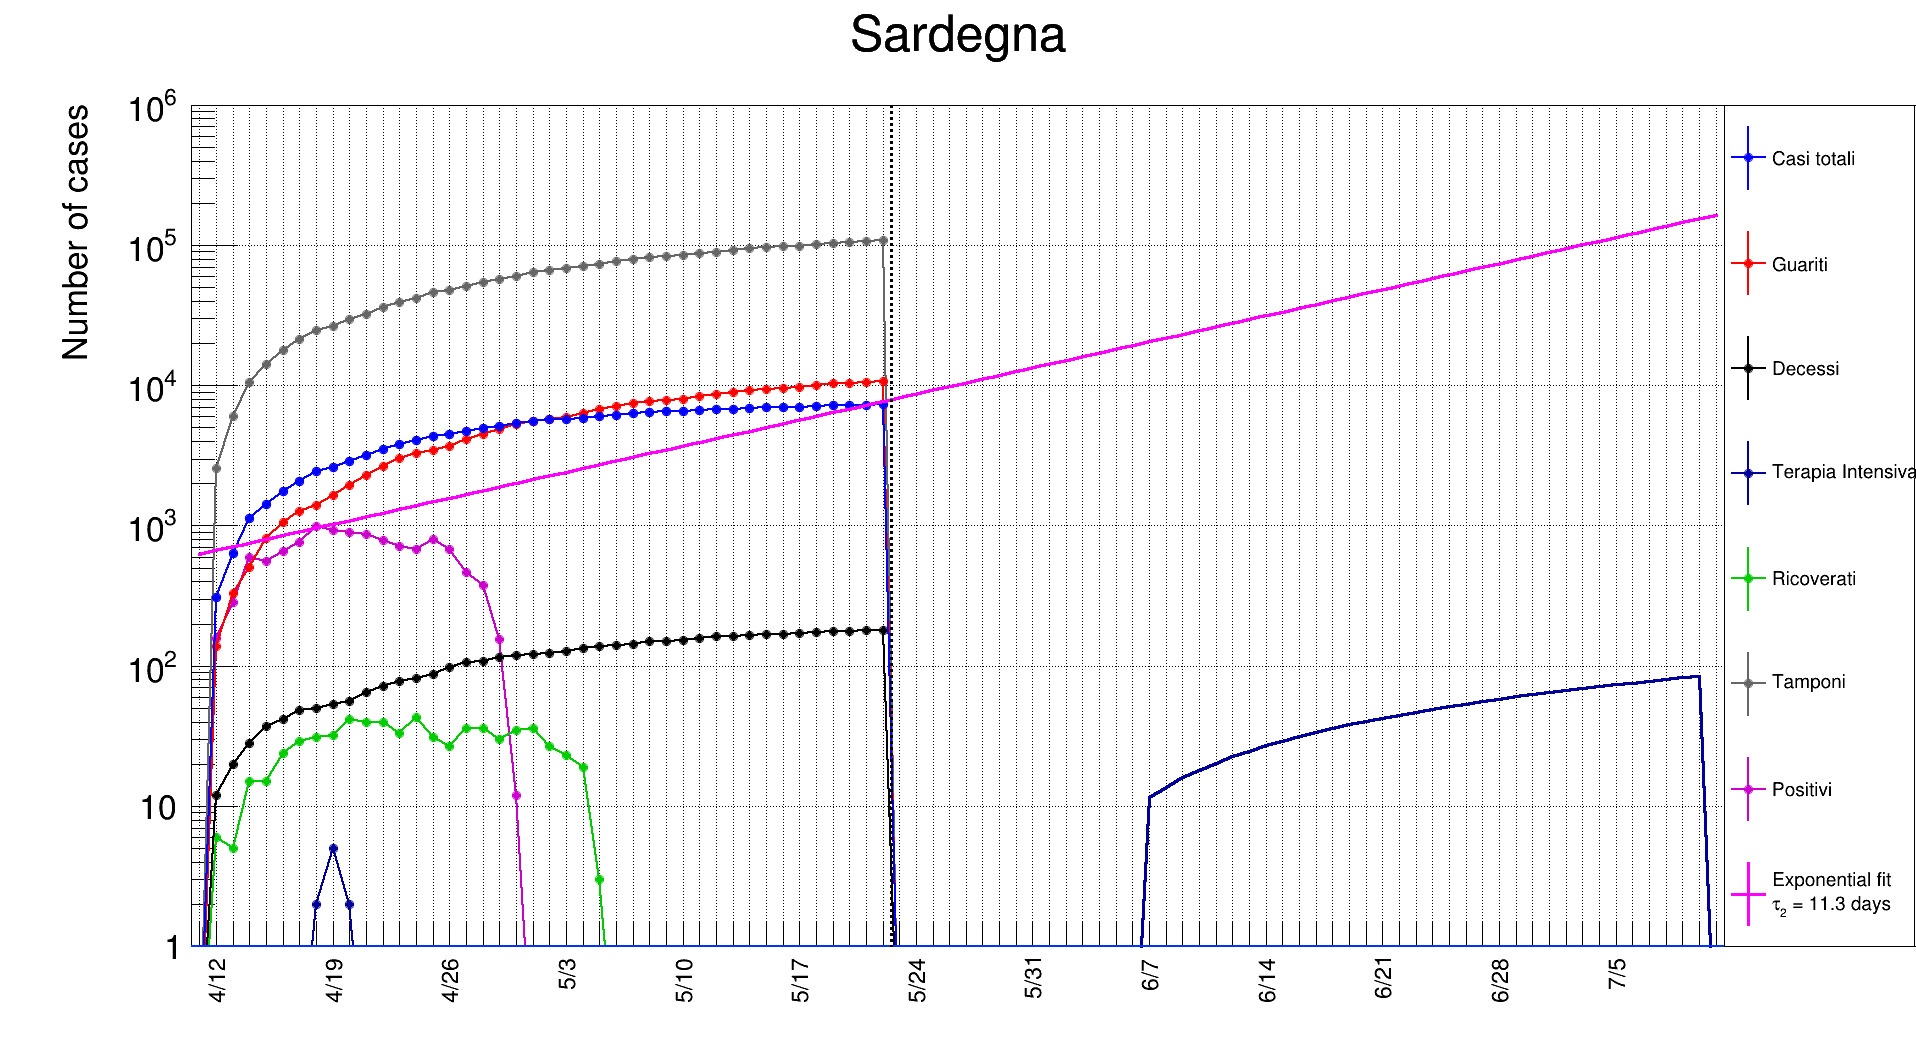 Sardegna
Number of cases
10^6
10^5
10^4
10^3
10^2
10
1
4/12
4/19
4/26
5/3
5/10
5/17
5/24
5/31
6/7
6/14
6/21
6/28
7/5
Casi totali
Guariti
Decessi
Terapia Intensiva
Ricoverati
Tamponi
Positivi
Exponential fit
τ_2 = 11.3 days